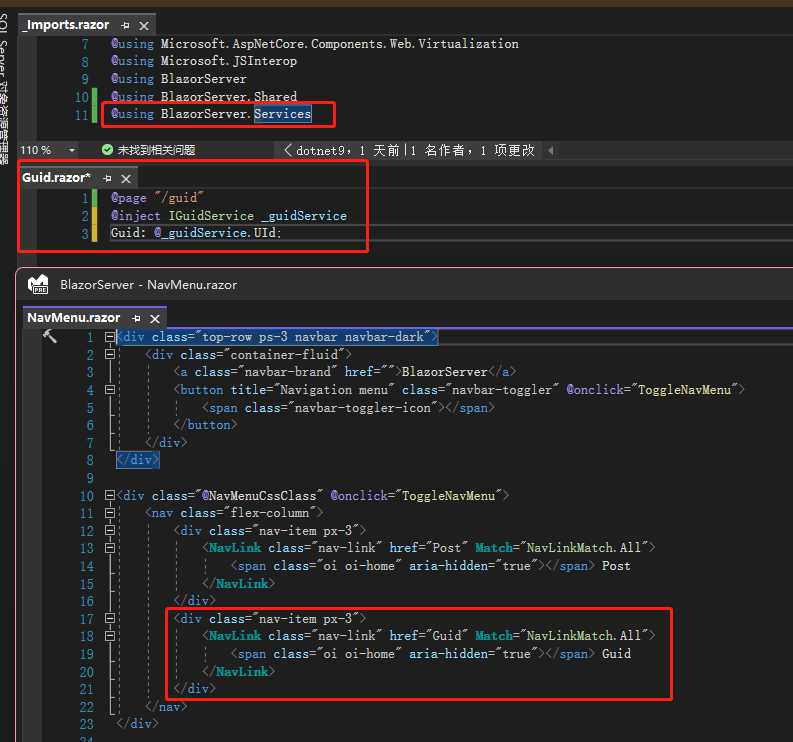 SQL Server 对象资源管理器
_Imports.razor
7 @using Microsoft.AspNetCore.Components.Web.Virtualization
8 @using Microsoft.JSInterop
9 @using BlazorServer
10 @using BlazorServer.Shared
11 @using BlazorServer.Services
110 % 未找到相关问题 dotnet9, 1 天前|1 名作者, 1 项更改
Guid.razor*
1 @page "/guid"
2 @inject IGuidService _guidService
3 Guid: @_guidService.UId;
PRE BlazorServer - NavMenu.razor
NavMenu.razor
1 <div class="top-row ps-3 navbar navbar-dark">
2 <div class="container-fluid">
3 <a class="navbar-brand" href="">BlazorServer</a>
4 <button title="Navigation menu" class="navbar-toggler" @onclick="ToggleNavMenu">
5 <span class="navbar-toggler-icon"></span>
6 </button>
7 </div>
8 </div>
9
10 <div class="@NavMenuCssClass" @onclick="ToggleNavMenu">
11 <nav class="flex-column">
12 <div class="nav-item px-3">
13 <NavLink class="nav-link" href="Post" Match="NavLinkMatch.All">
14 <span class="oi oi-home" aria-hidden="true"></span> Post
15 </NavLink>
16 </div>
17 <div class="nav-item px-3">
18 <NavLink class="nav-link" href="Guid" Match="NavLinkMatch.All">
19 <span class="oi oi-home" aria-hidden="true"></span> Guid
20 </NavLink>
21 </div>
22 </nav>
23 </div>
24